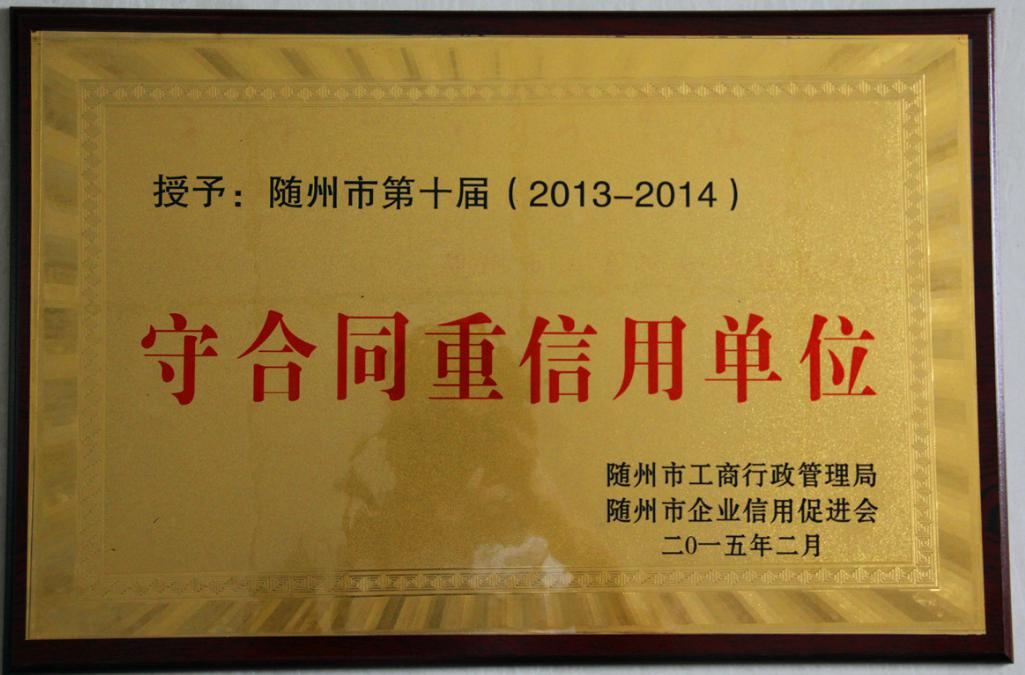 授予：随州市第十届（2013-2014）
守合同重信用单位
随州市工商行政管理局
随州市企业信用促进会
二0一五年二月